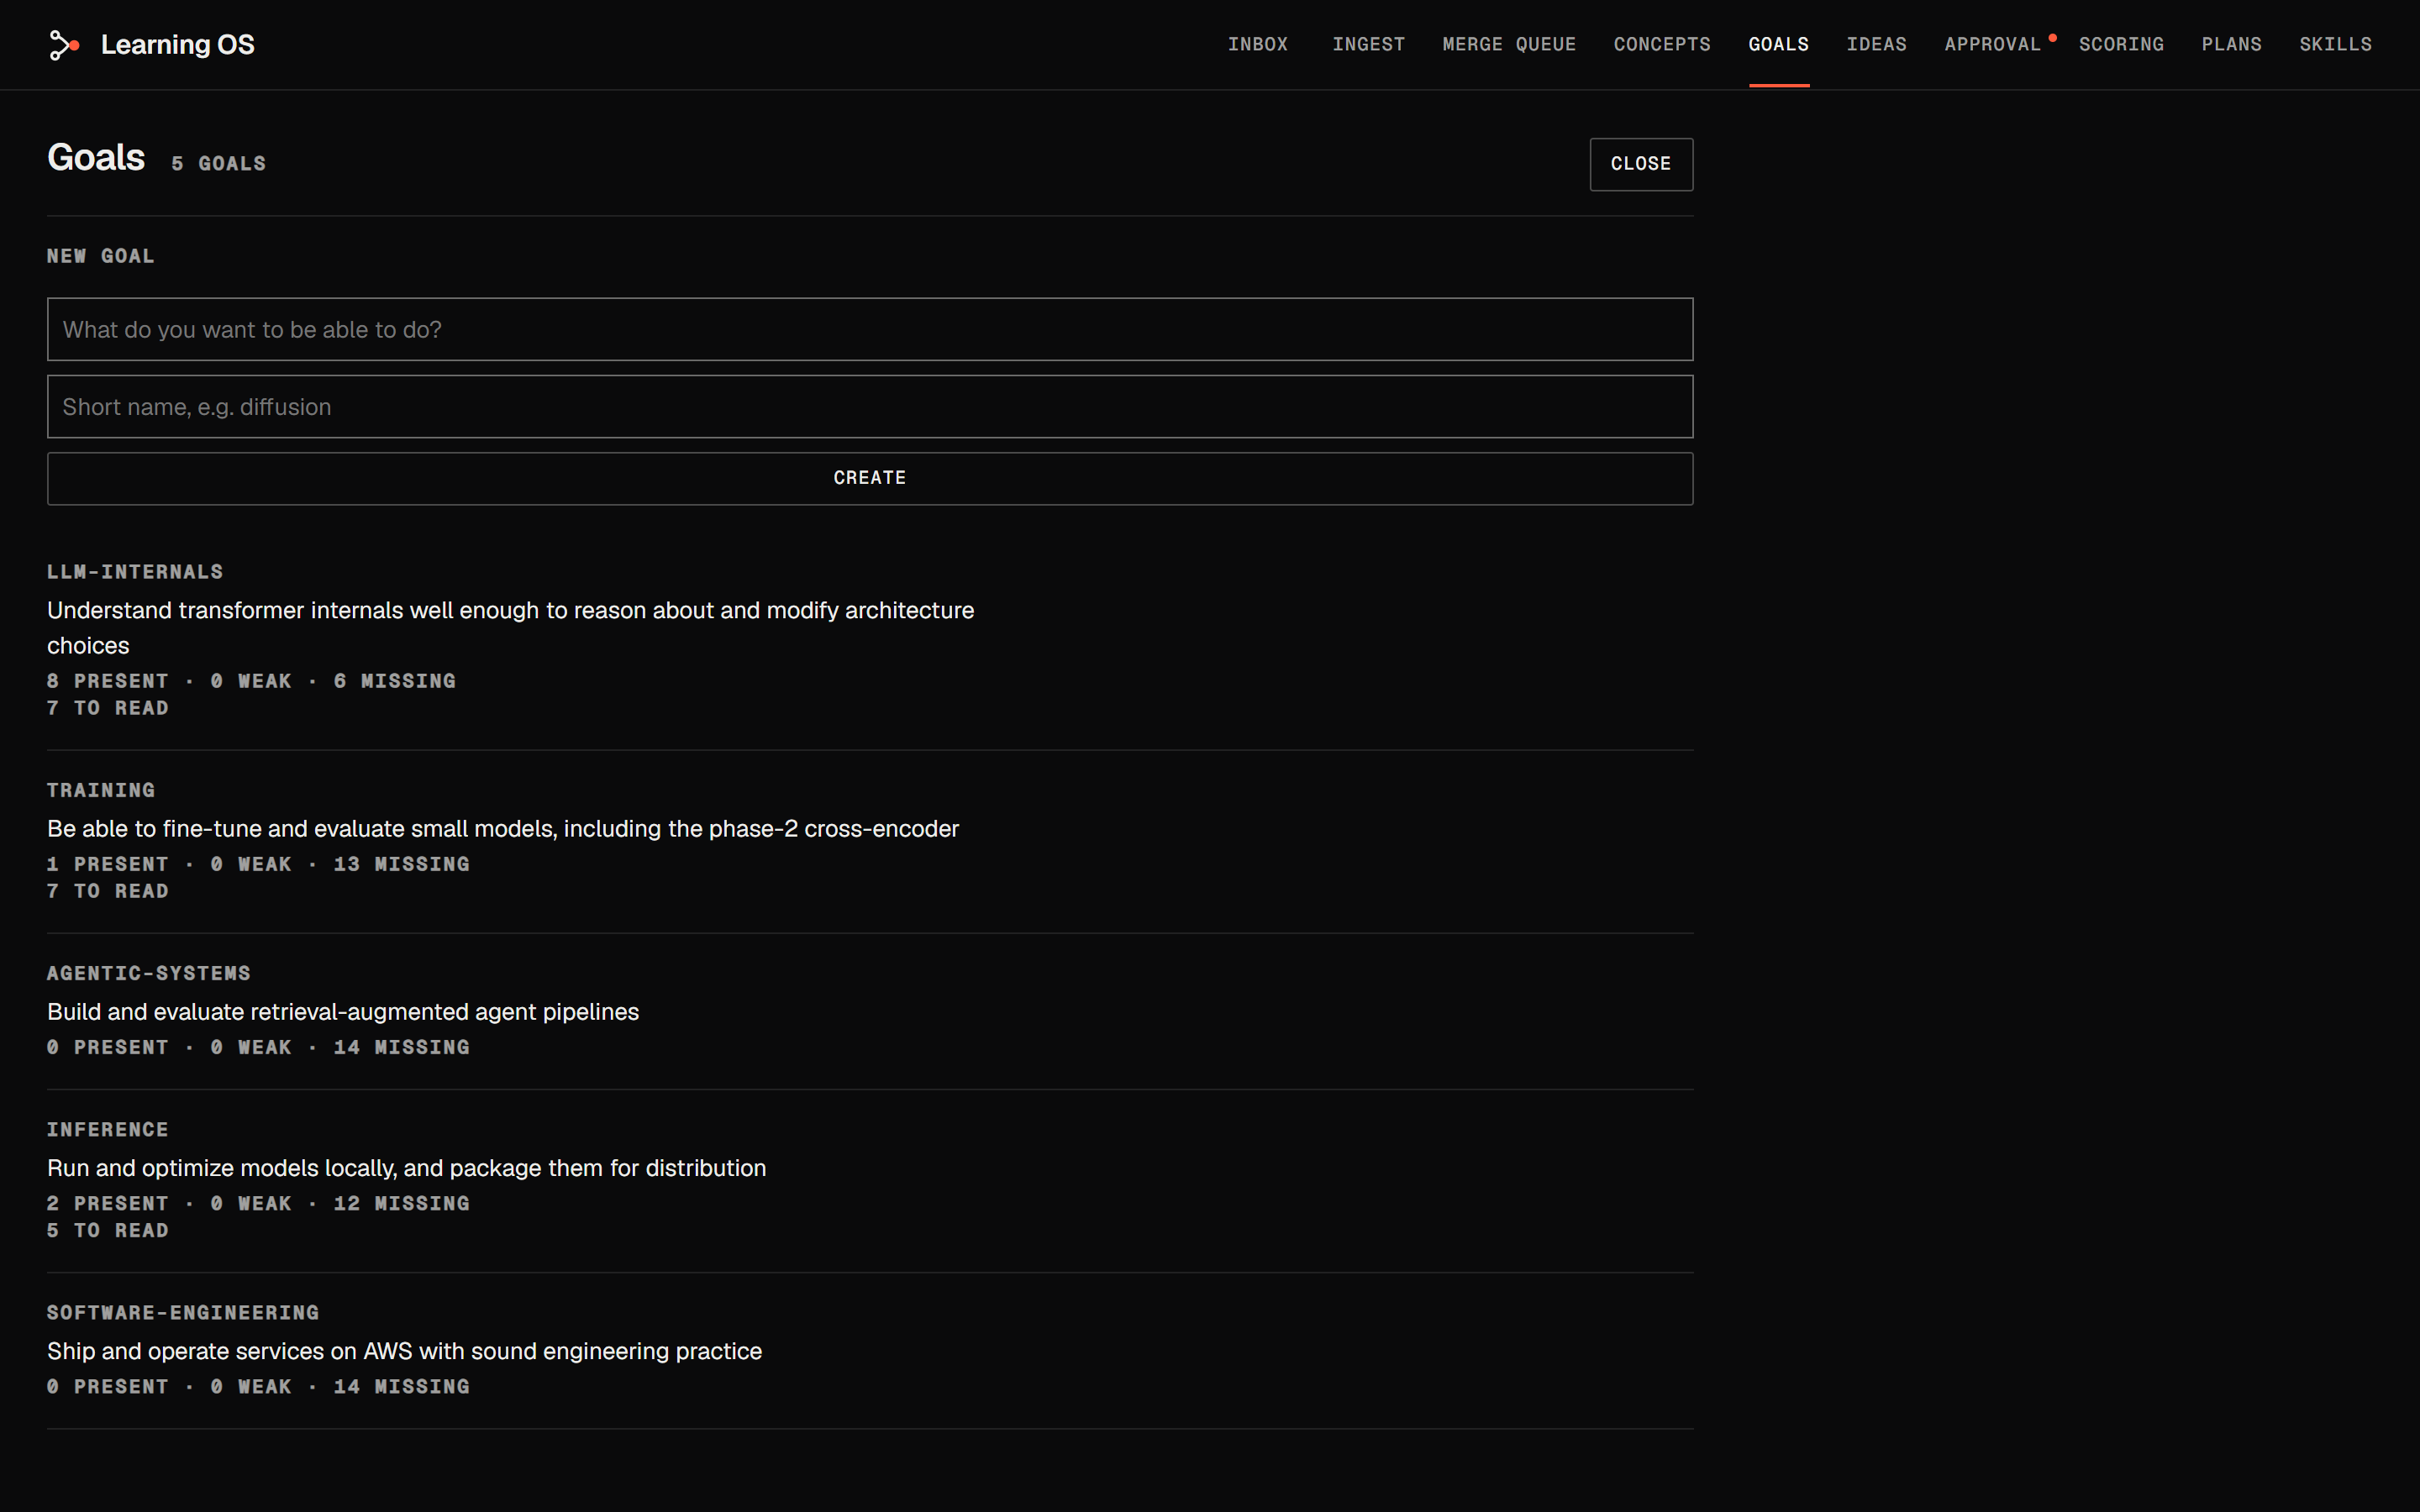 Learning OS
INBOX INGEST MERGE QUEUE CONCEPTS GOALS IDEAS APPROVAL SCORING PLANS SKILLS
Goals 5 GOALS
CLOSE
NEW GOAL
What do you want to be able to do?
Short name, e.g. diffusion
CREATE
LLM-INTERNALS
Understand transformer internals well enough to reason about and modify architecture
choices
8 PRESENT · 0 WEAK · 6 MISSING
7 TO READ
TRAINING
Be able to fine-tune and evaluate small models, including the phase-2 cross-encoder
1 PRESENT · 0 WEAK · 13 MISSING
7 TO READ
AGENTIC-SYSTEMS
Build and evaluate retrieval-augmented agent pipelines
0 PRESENT · 0 WEAK · 14 MISSING
INFERENCE
Run and optimize models locally, and package them for distribution
2 PRESENT · 0 WEAK · 12 MISSING
5 TO READ
SOFTWARE-ENGINEERING
Ship and operate services on AWS with sound engineering practice
0 PRESENT · 0 WEAK · 14 MISSING